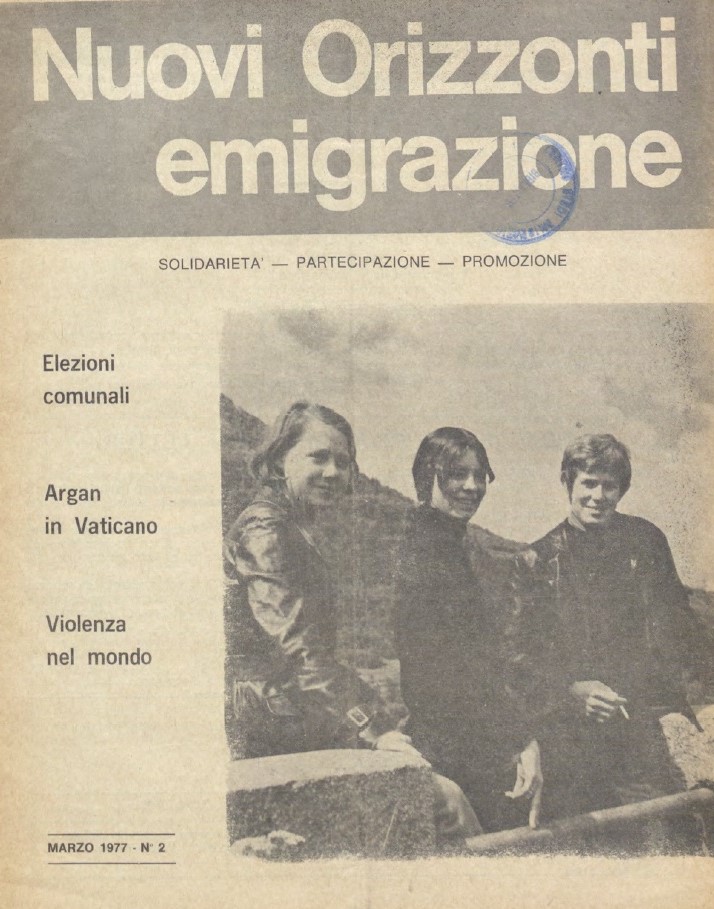 Nuovi Orizzonti
emigrazione
SOLIDARIETA' — PARTECIPAZIONE — PROMOZIONE
Elezioni
comunali
Argan
in Vaticano
Violenza
nel mondo
MARZO 1977 - N° 2